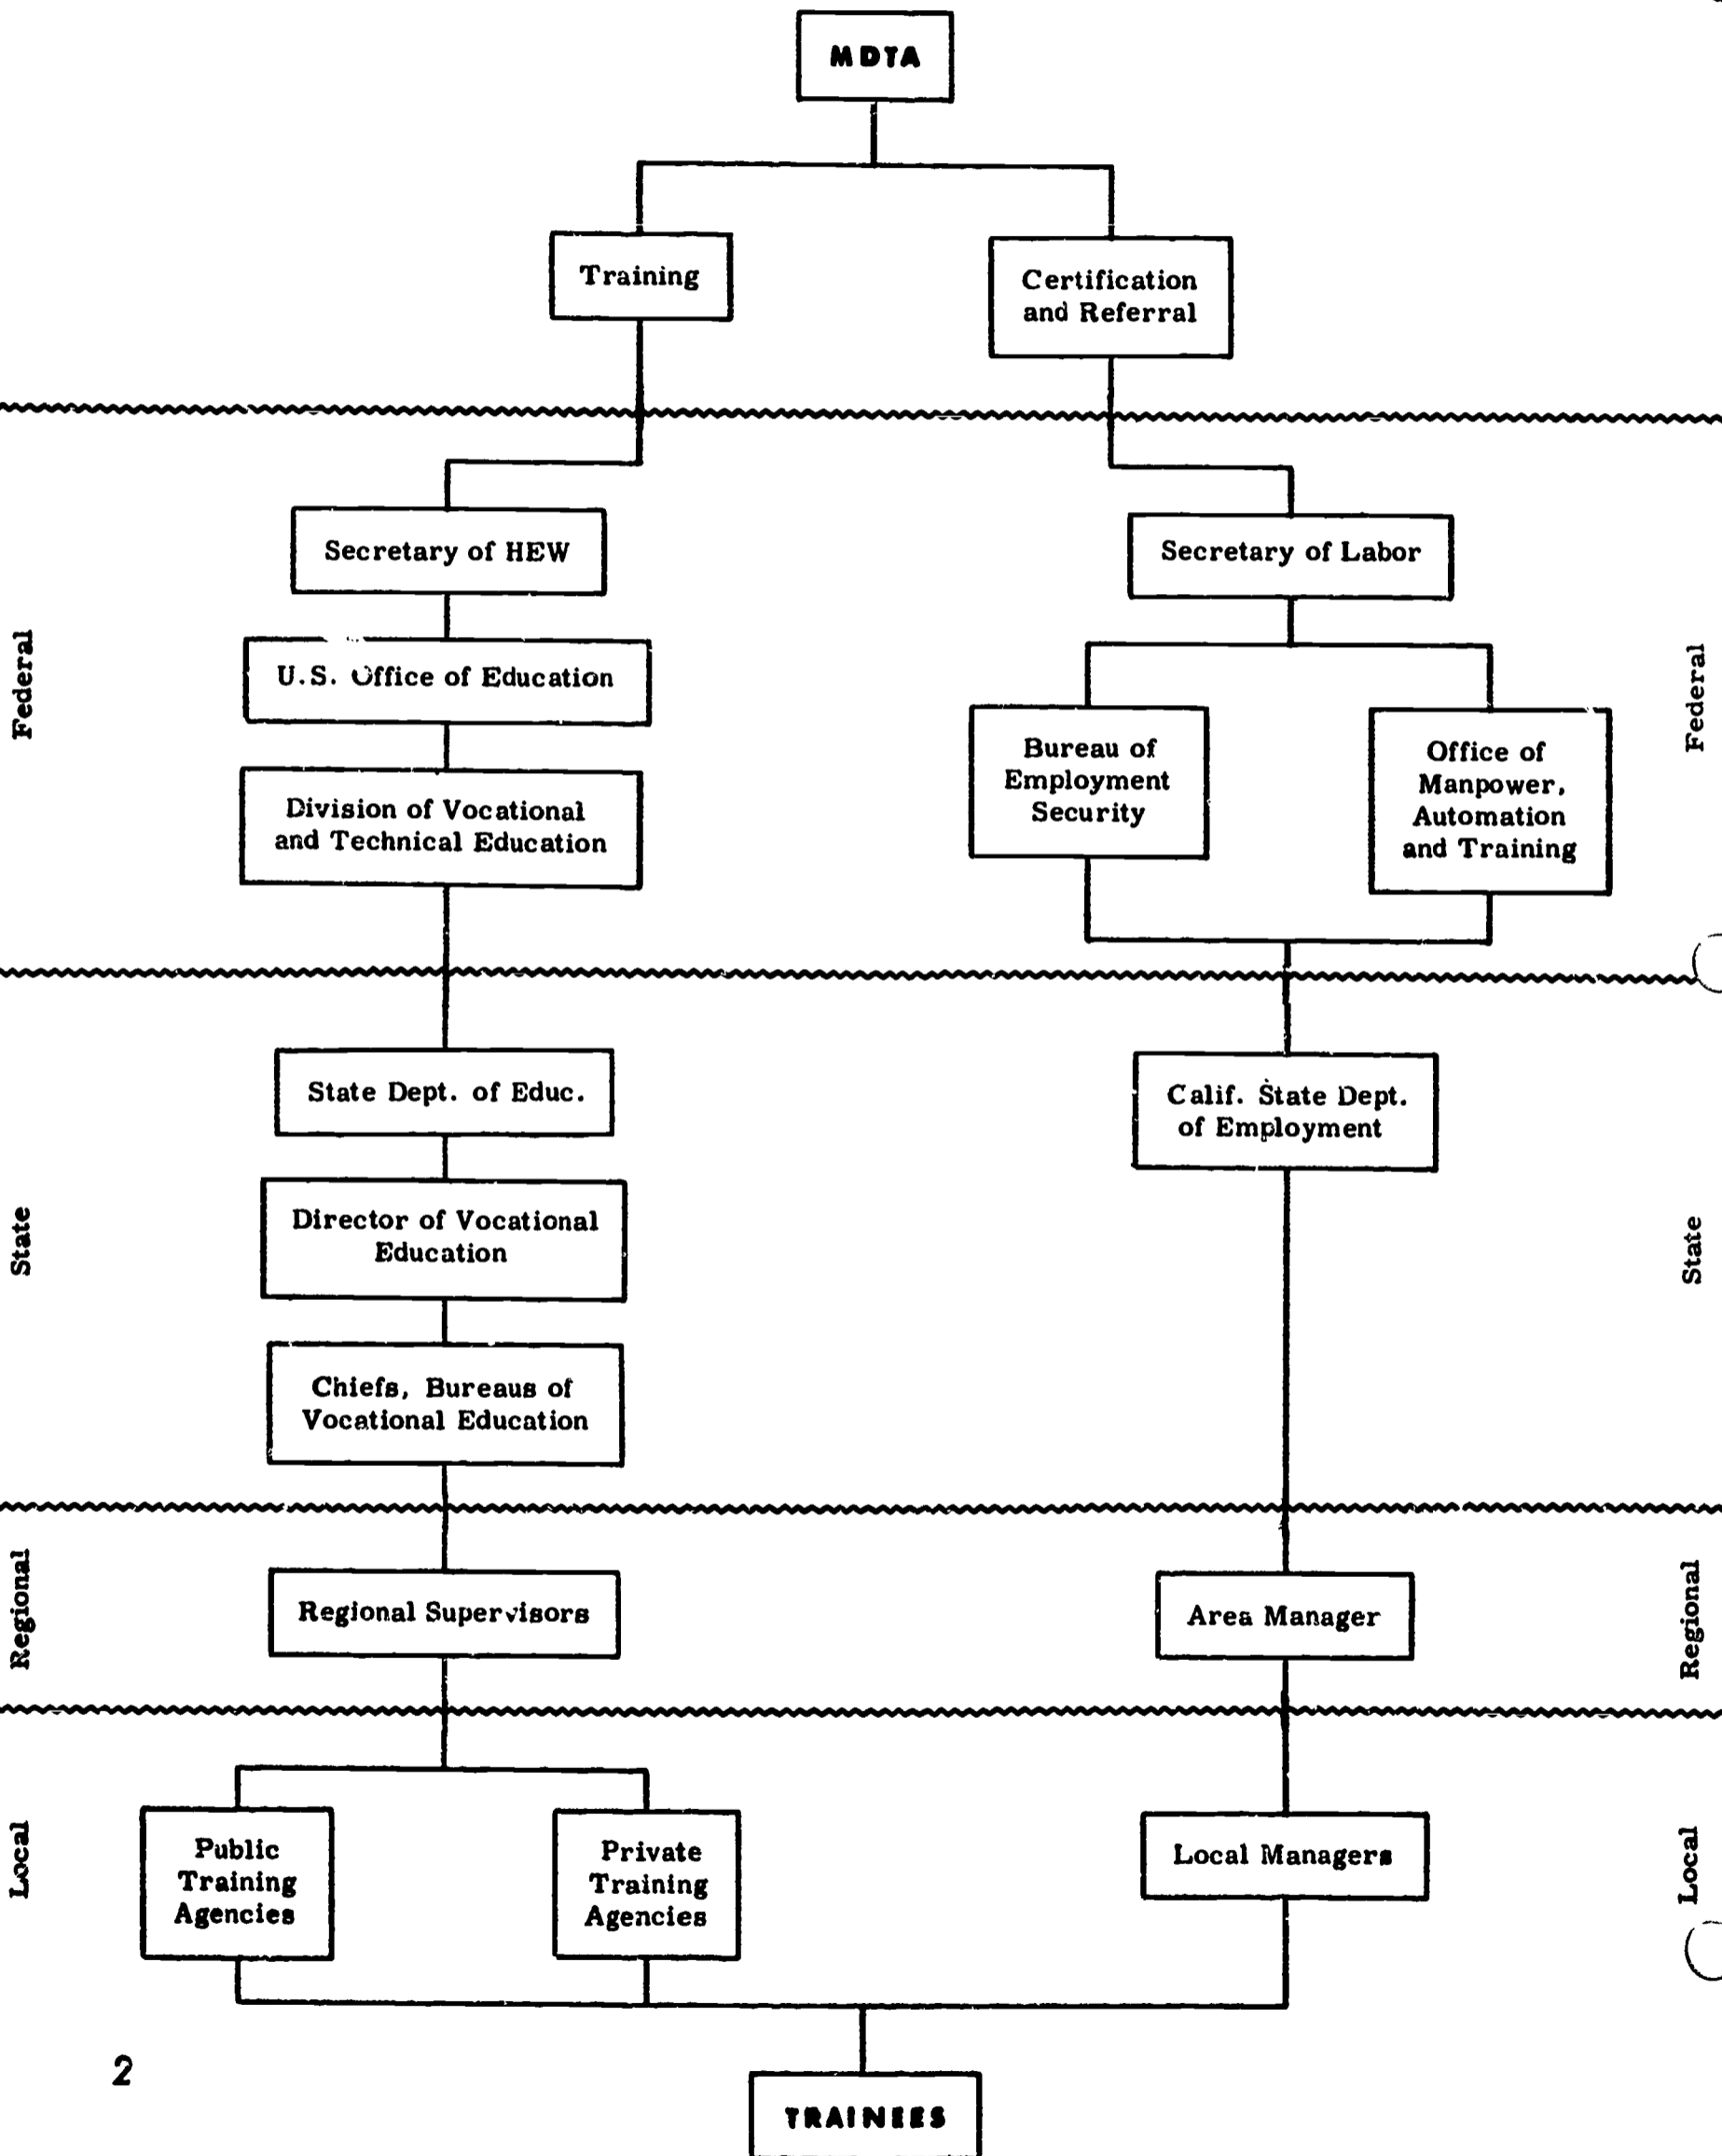 MDTA
Training
Certification
and Referral
Federal
Secretary of HEW
U.S. Office of Education
Division of Vocational
and Technical Education
Secretary of Labor
Bureau of
Employment
Security
Office of
Manpower,
Automation
and Training
Federal
State
State Dept. of Educ.
Director of Vocational
Education
Chiefs, Bureaus of
Vocational Education
Calif. State Dept.
of Employment
State
Regional
Regional Supervisors
Area Manager
Regional
Local
Public
Training
Agencies
Private
Training
Agencies
Local Managers
Local
2
TRAINEES